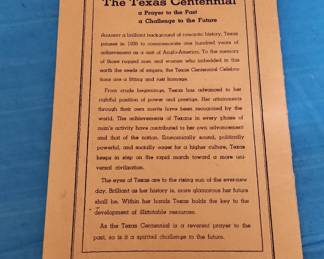 The Texas Centennial
a Prayer to the Past
a Challenge to the Future
Against a brilliant background of romantic history, Texas
pauses in 1936 to commemorate one hundred years of
achievement as a unit of Anglo-America. To the memory
of those rugged men and women who imbedded in this
earth the seeds of empire, the Texas Centennial Celebra-
tions are a fitting and just homage.
From crude beginnings, Texas has advanced to her
rightful position of power and prestige. Her attainments
through their own merits have been recognized by the
world. The achievements of Texans in every phase of
man's activity have contributed to her own advancement
and that of the nation. Economically sound, politically
powerful, and socially eager for a higher culture, Texas
keeps in step on the rapid march toward a more uni-
versal civilization.
The eyes of Texas are to the rising sun of the ever-new
day. Brilliant as her history is, more glamorous her future
shall be. Within her hands Texas holds the key to the
development of illimitable resources.
As the Texas Centennial is a reverent prayer to the
past, so is it a spirited challenge to the future.